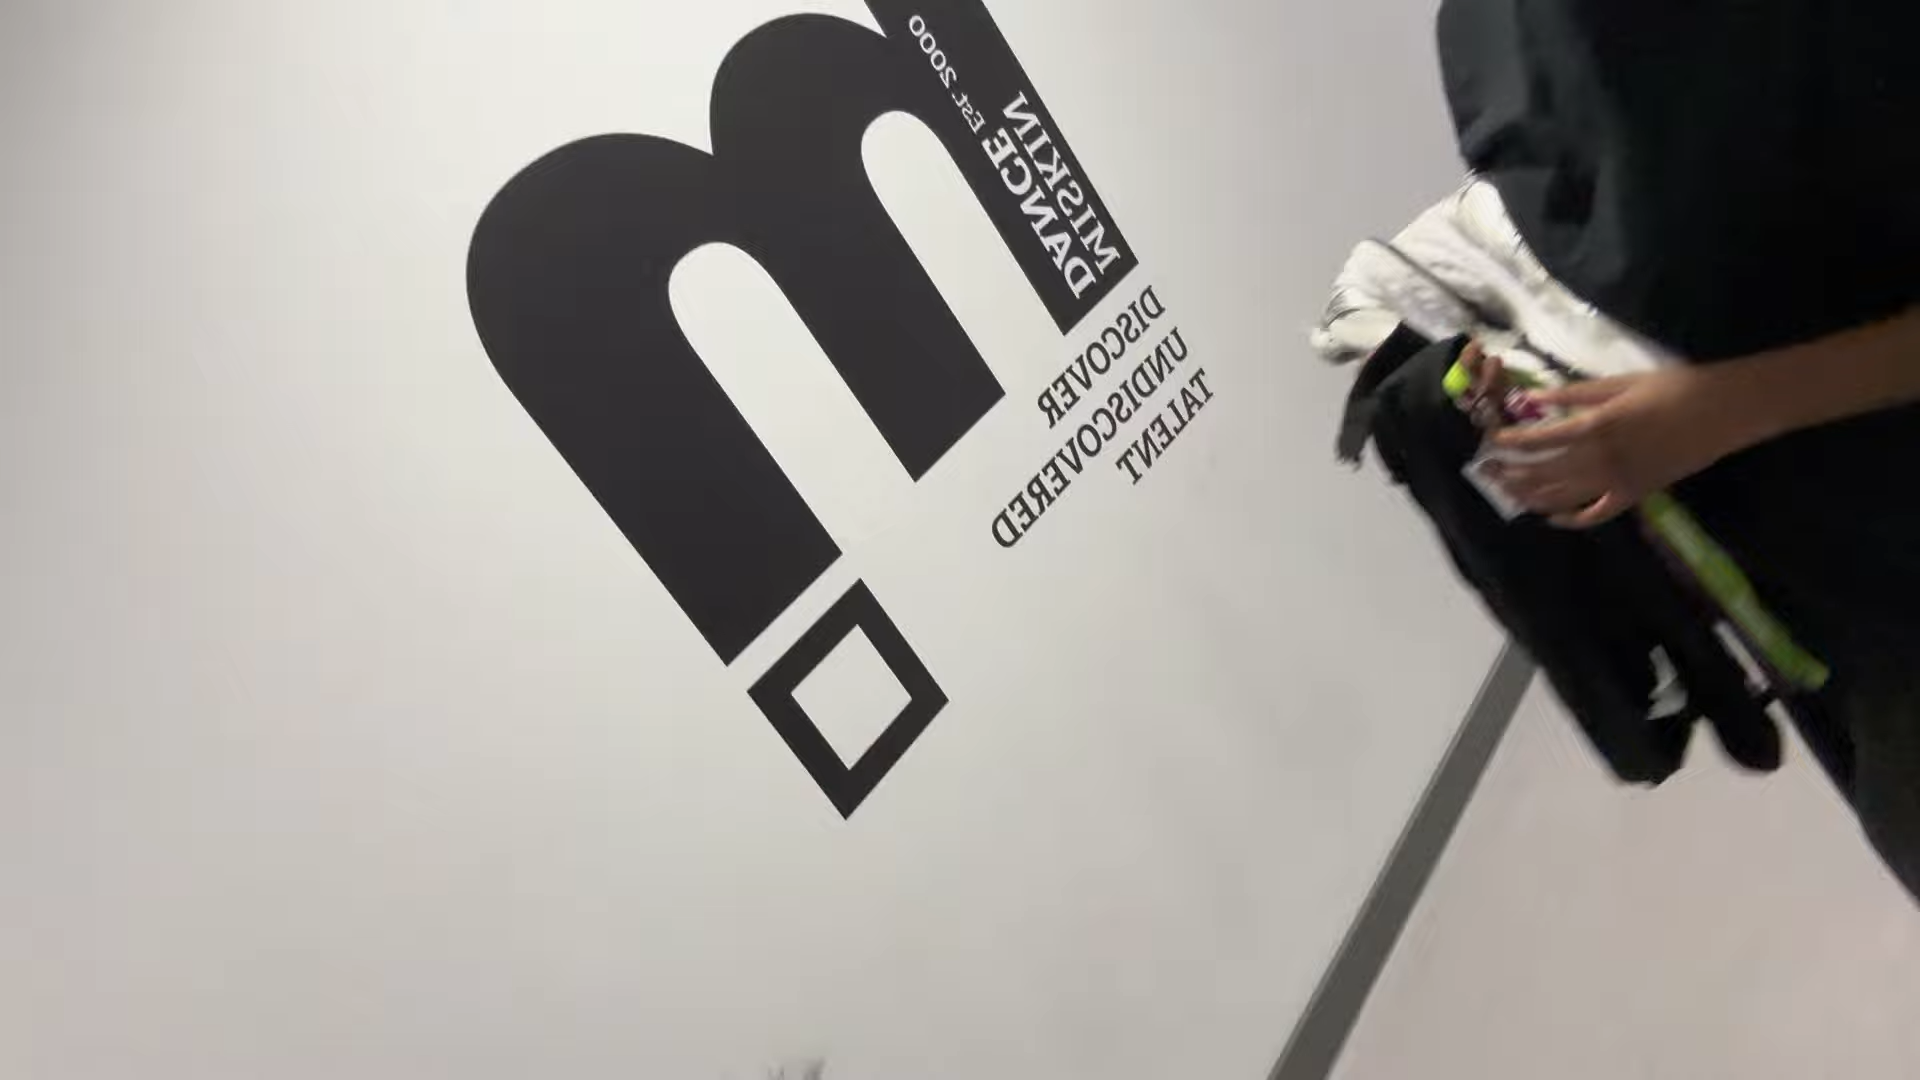 MISKIN
DANCE Est. 2000
DISCOVER
UNDISCOVERED
TALENT